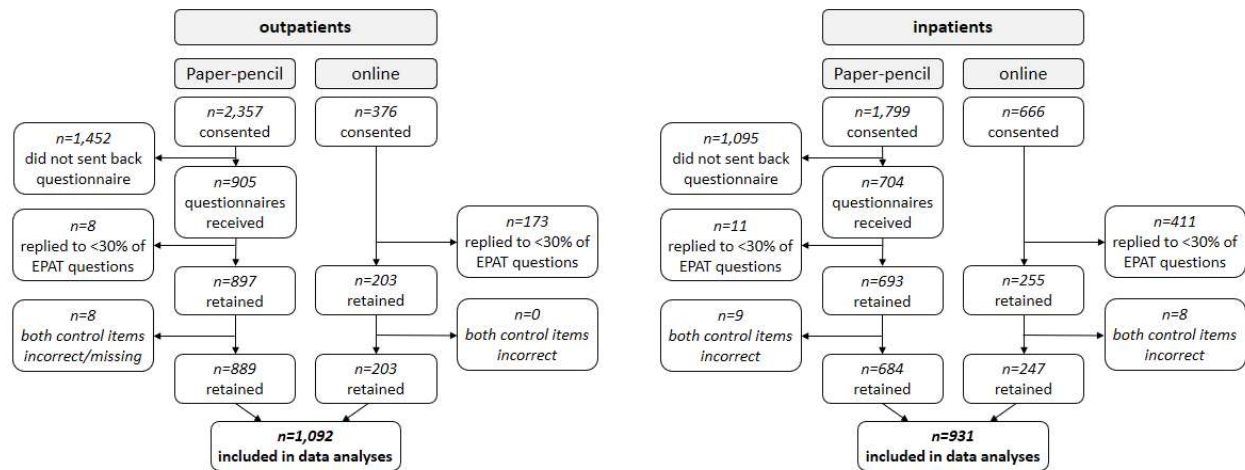 outpatients
Paper-pencil
online
n=2,357
consented
n=376
consented
n=1,452
did not sent back
questionnaire
n=905
questionnaires
received
n=8
replied to <30% of
EPAT questions
n=173
replied to <30% of
EPAT questions
n=897
retained
n=203
retained
n=8
both control items
incorrect/missing
n=0
both control items
incorrect
n=889
retained
n=203
retained
n=1,092
included in data analyses
inpatients
Paper-pencil
online
n=1,799
consented
n=666
consented
n=1,095
did not sent back
questionnaire
n=704
questionnaires
received
n=11
replied to <30% of
EPAT questions
n=411
replied to <30% of
EPAT questions
n=693
retained
n=255
retained
n=9
both control items
incorrect
n=8
both control items
incorrect
n=684
retained
n=247
retained
n=931
included in data analyses